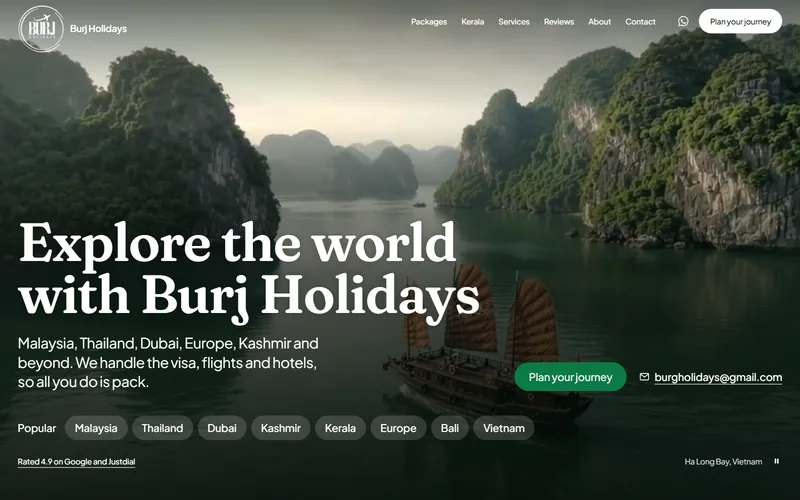 BURJ
HOLIDAYS
Burj Holidays
Packages
Kerala
Services
Reviews
About
Contact
Plan your journey
Explore the world
with Burj Holidays
Malaysia, Thailand, Dubai, Europe, Kashmir and
beyond. We handle the visa, flights and hotels,
so all you do is pack.
Plan your journey
burgholidays@gmail.com
Popular
Malaysia
Thailand
Dubai
Kashmir
Kerala
Europe
Bali
Vietnam
Rated 4.9 on Google and Justdial
Ha Long Bay, Vietnam